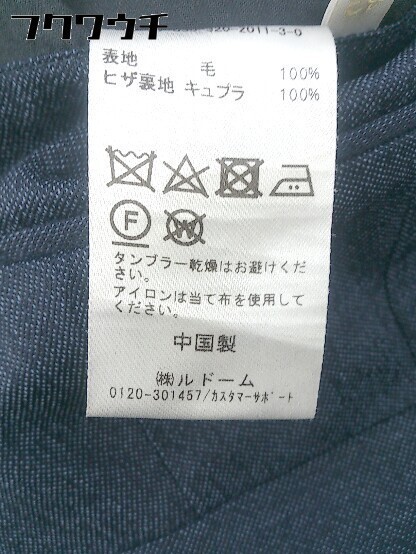 フクワウチ
表地 毛 100%
ヒザ裏地 キュプラ 100%
F
W
タンブラー乾燥はお避けくだ
さい。
アイロンは当て布を使用して
ください。
中国製
㈱ルドーム
0120-301457/カスタマーサポート